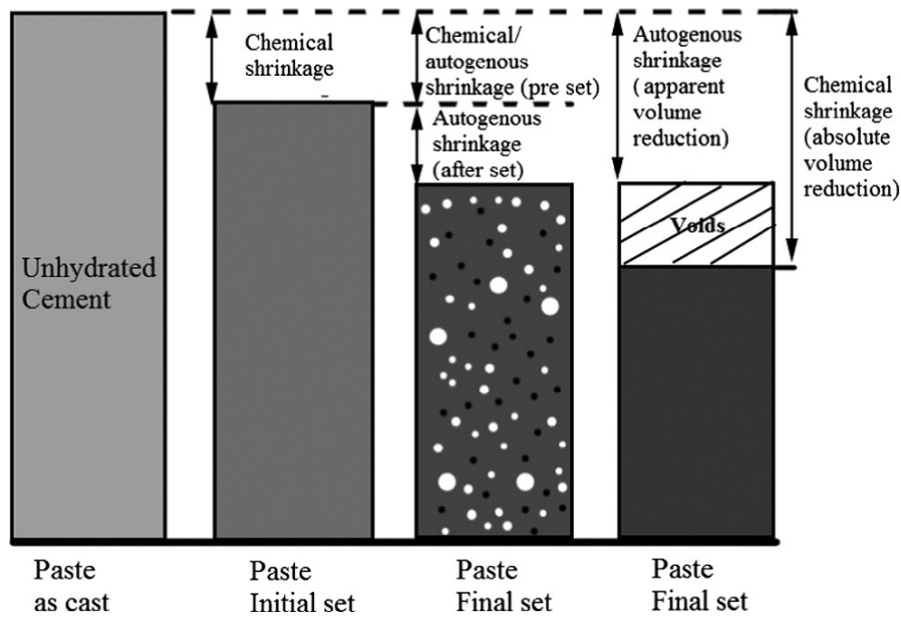 Chemical
shrinkage
Chemical/
autogenous
shrinkage (pre set)
Autogenous
shrinkage
(after set)
Autogenous
shrinkage
( apparent
volume
reduction)
Chemical
shrinkage
(absolute
volume
reduction)
Voids
Unhydrated
Cement
Paste
as cast
Paste
Initial set
Paste
Final set
Paste
Final set